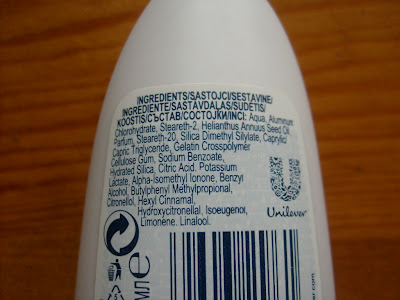 INGREDIENTS/SASTOJCI/SESTAVINE/
INGREDIENTE/SASTĀVDAĻAS/SUDĖTIS/
KOOSTIS/СЪСТАВ/СОСТОЈКИ/INCI: Aqua, Aluminum
Chlorohydrate, Steareth-2, Helianthus Annuus Seed Oil,
Parfum, Steareth-20, Silica Dimethyl Silylate, Caprylic/
Capric Triglyceride, Gelatin Crosspolymer
Cellulose Gum, Sodium Benzoate,
Hydrated Silica, Citric Acid, Potassium
Lactate, Alpha-Isomethyl Ionone, Benzyl
Alcohol, Butylphenyl Methylpropional,
Citronellol, Hexyl Cinnamal,
Hydroxycitronellal, Isoeugenol,
Limonene, Linalool.
Unilever